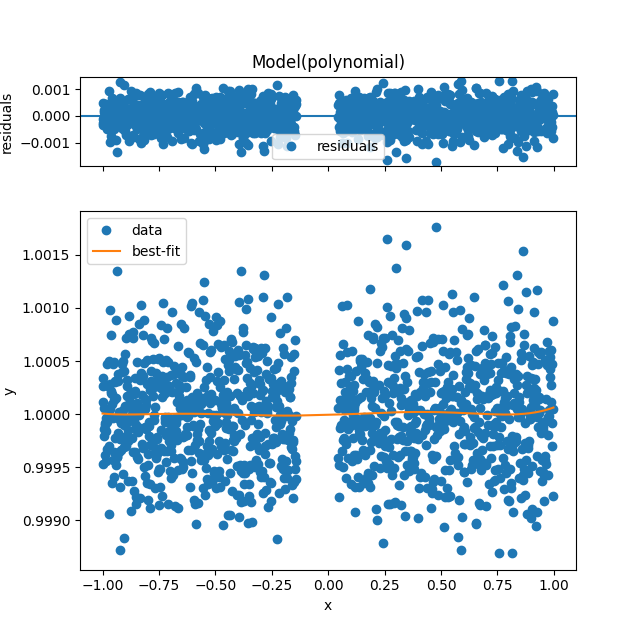 Model(polynomial)
residuals
0.001
0.000
−0.001
residuals
data
best-fit
y
1.0015
1.0010
1.0005
1.0000
0.9995
0.9990
−1.00 −0.75 −0.50 −0.25 0.00 0.25 0.50 0.75 1.00
x